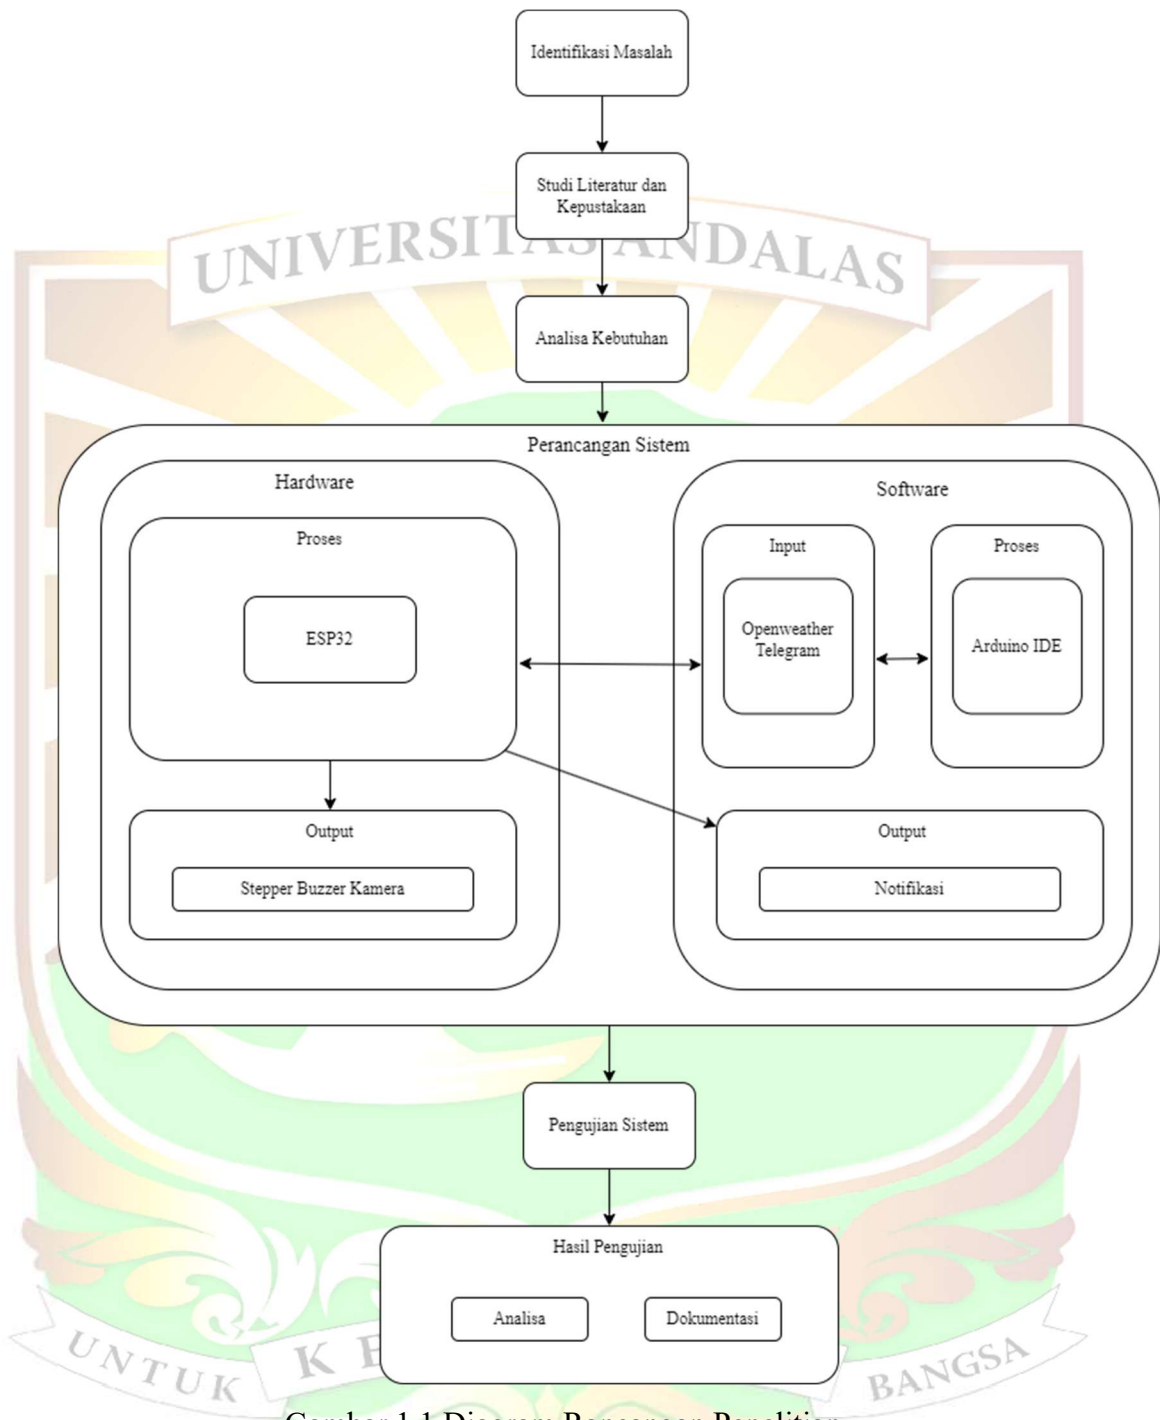 Identifikasi Masalah
Studi Literatur dan
Kepustakaan
UNIVERSITAS ANDALAS
Analisa Kebutuhan
Perancangan Sistem
Hardware
Proses
ESP32
Output
Stepper Buzzer Kamera
Software
Input
Openweather
Telegram
Proses
Arduino IDE
Output
Notifikasi
Pengujian Sistem
Hasil Pengujian
Analisa
Dokumentasi
UNTUK
BANGSA
Gambar 1.1 Diagram Rancangan Penelitian